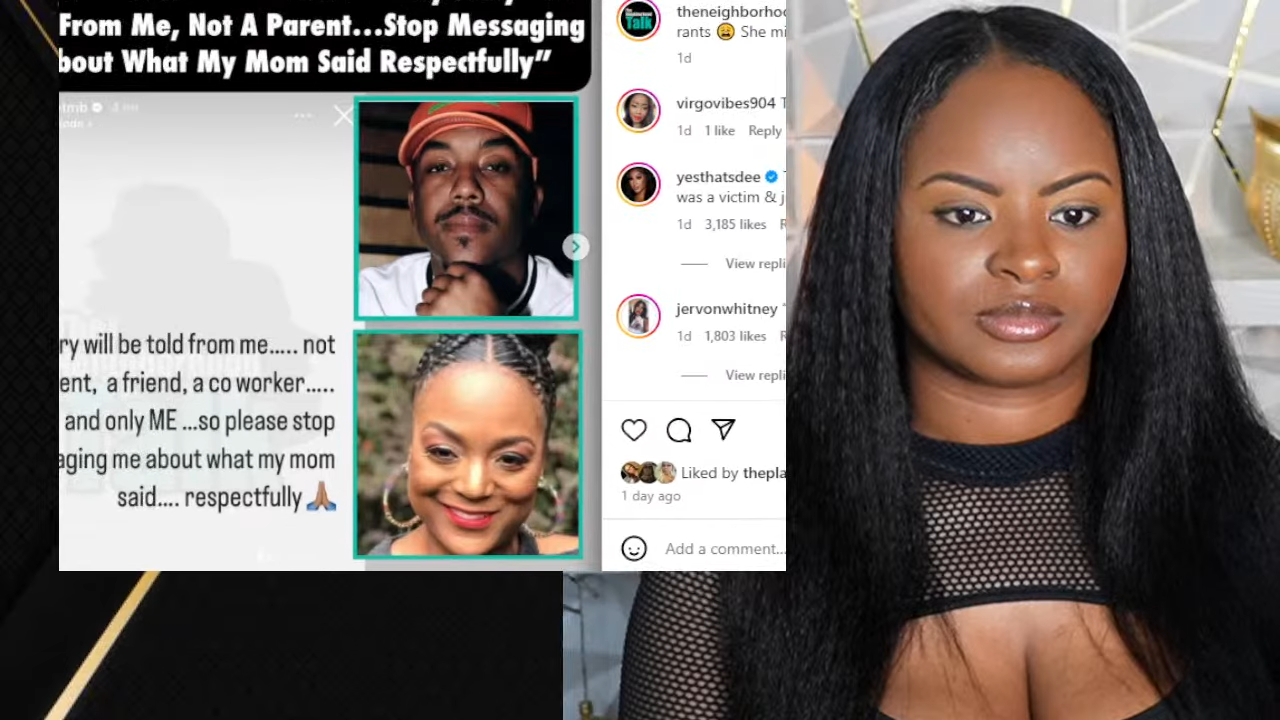 From Me, Not A Parent...Stop Messaging
bout What My Mom Said Respectfully”
ry will be told from me..... not
ent, a friend, a co worker.....
and only ME ...so please stop
aging me about what my mom
said.... respectfully 🙏🏽
Talk
theneighborhoo
rants 😩 She mi
1d
virgovibes904 T
1d 1 like Reply
yesthatsdee
was a victim & j
1d 3,185 likes R
View repli
jervonwhitney "
1d 1,803 likes R
View repli
Liked by thepla
1 day ago
Add a comment...